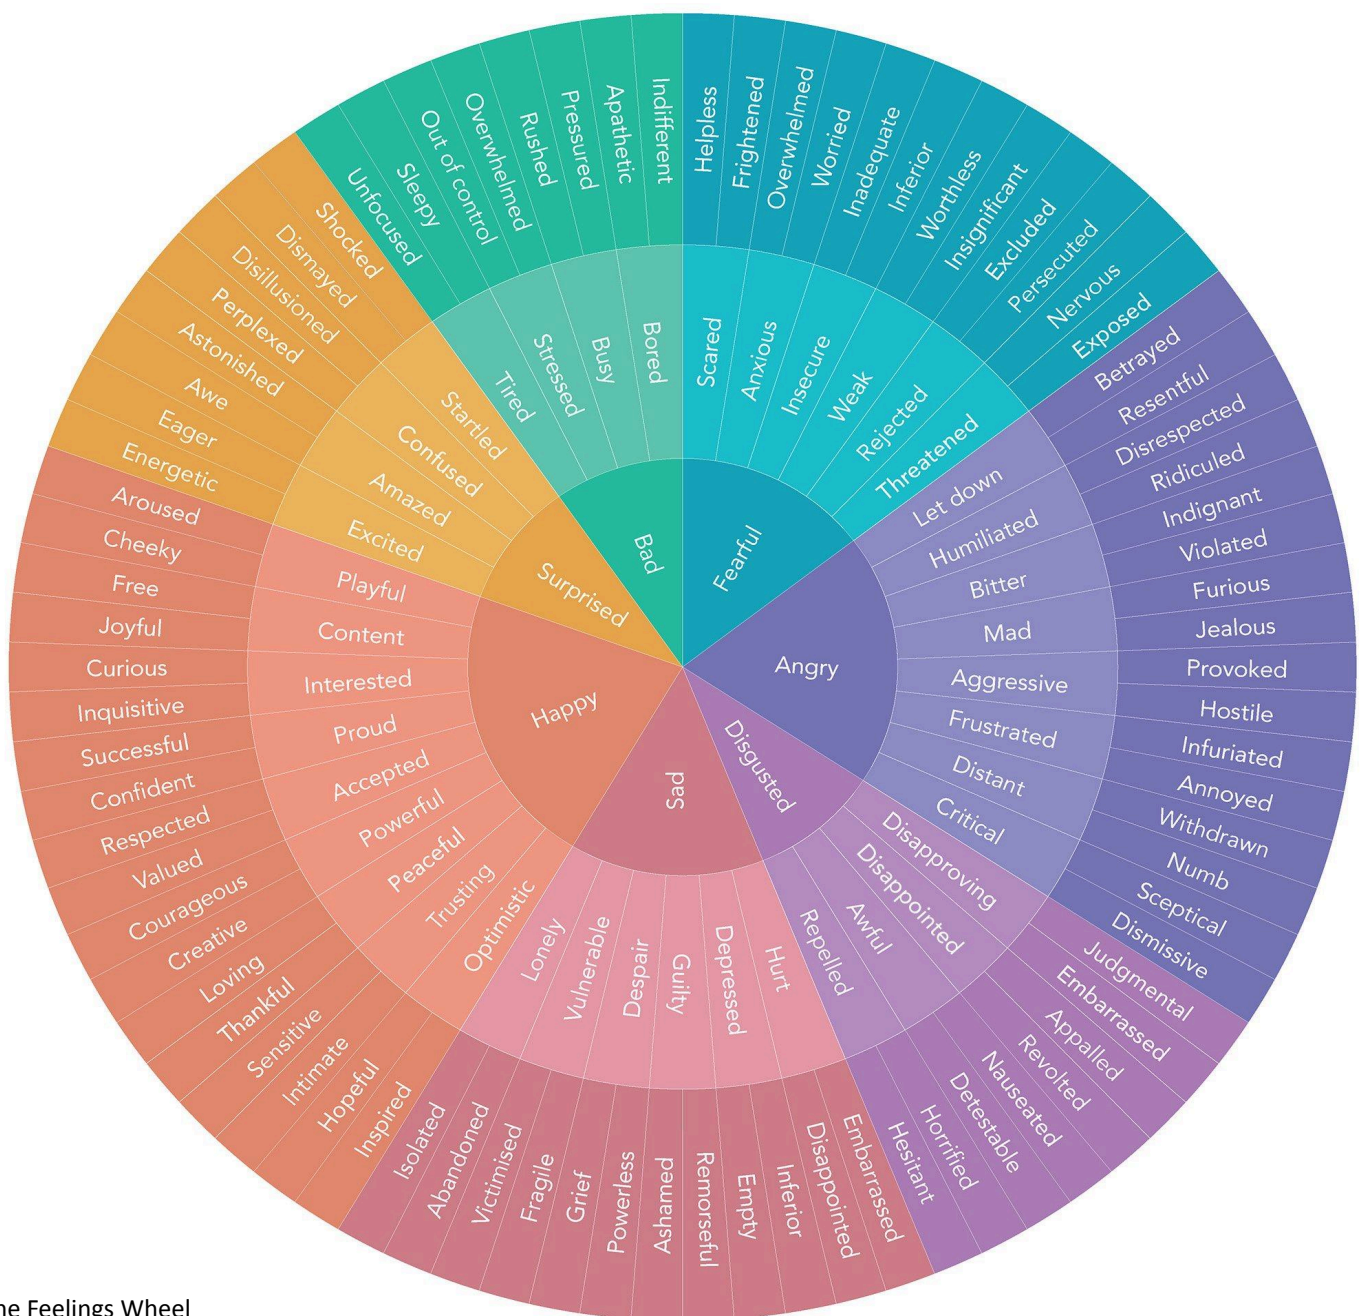 Fearful
Angry
Disgusted
Sad
Happy
Surprised
Bad
Scared
Anxious
Insecure
Weak
Rejected
Threatened
Let down
Humiliated
Bitter
Mad
Aggressive
Frustrated
Distant
Critical
Disapproving
Disappointed
Awful
Repelled
Hurt
Depressed
Guilty
Despair
Vulnerable
Lonely
Optimistic
Trusting
Peaceful
Powerful
Accepted
Proud
Interested
Content
Playful
Excited
Amazed
Confused
Startled
Tired
Stressed
Busy
Bored
Helpless
Frightened
Overwhelmed
Worried
Inadequate
Inferior
Worthless
Insignificant
Excluded
Persecuted
Nervous
Exposed
Betrayed
Resentful
Disrespected
Ridiculed
Indignant
Violated
Furious
Jealous
Provoked
Hostile
Infuriated
Annoyed
Withdrawn
Numb
Sceptical
Dismissive
Judgmental
Embarrassed
Appalled
Revolted
Nauseated
Detestable
Horrified
Hesitant
Embarrassed
Disappointed
Inferior
Empty
Remorseful
Ashamed
Powerless
Grief
Fragile
Victimised
Abandoned
Isolated
Inspired
Hopeful
Intimate
Sensitive
Thankful
Loving
Creative
Courageous
Valued
Respected
Confident
Successful
Inquisitive
Curious
Joyful
Free
Cheeky
Aroused
Energetic
Eager
Awe
Astonished
Perplexed
Disillusioned
Dismayed
Shocked
Unfocused
Sleepy
Out of control
Overwhelmed
Rushed
Pressured
Apathetic
Indifferent
ne Feelings Wheel